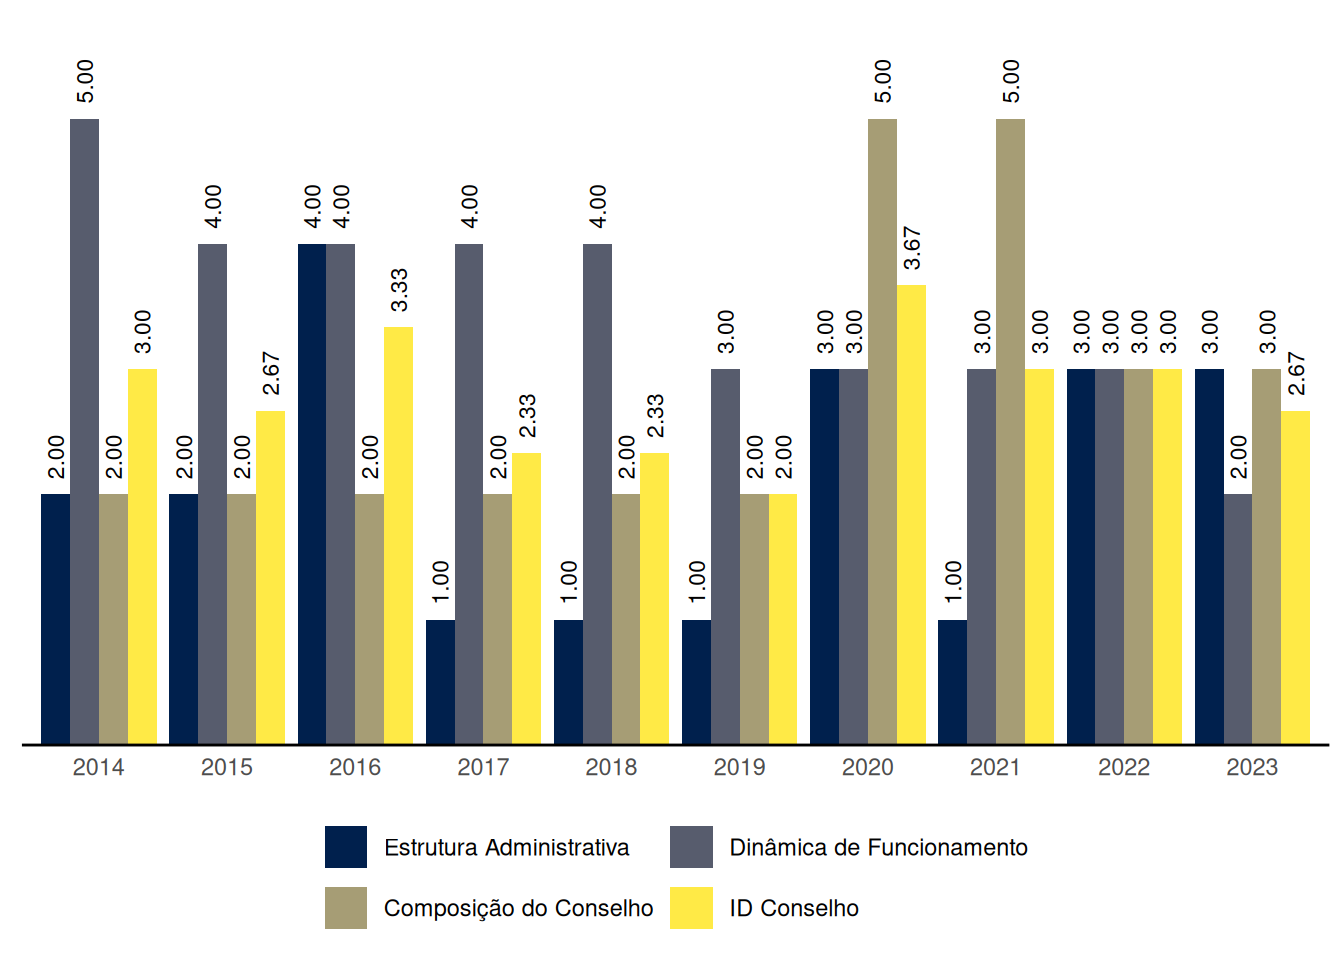 2.00 5.00 2.00 3.00 2.00 4.00 2.00 2.67 4.00 4.00 2.00 3.33 1.00 4.00 2.00 2.33 1.00 4.00 2.00 2.33 1.00 3.00 2.00 2.00 3.00 3.00 5.00 3.67 1.00 3.00 5.00 3.00 3.00 3.00 3.00 3.00 3.00 2.00 3.00 2.67
2014 2015 2016 2017 2018 2019 2020 2021 2022 2023
Estrutura Administrativa Dinâmica de Funcionamento
Composição do Conselho ID Conselho